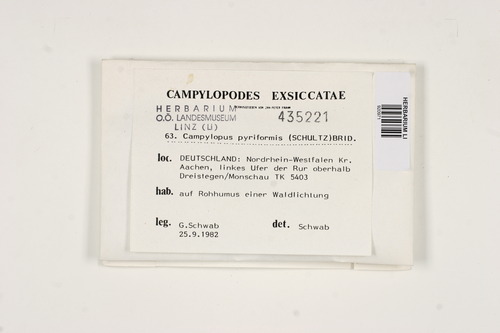 CAMPYLOPODES EXSICCATAE
HERBARIUM
O.Ö. LANDESMUSEUM
LINZ (LI)
435221
63. Campylopus pyriformis (SCHULTZ)BRID.
loc. DEUTSCHLAND: Nordrhein-Westfalen Kr.
Aachen, linkes Ufer der Rur oberhalb
Dreistegen/Monschau TK 5403
hab. auf Rohhumus einer Waldlichtung
leg. G.Schwab
25.9.1982
det. Schwab
HERBARIUM LI